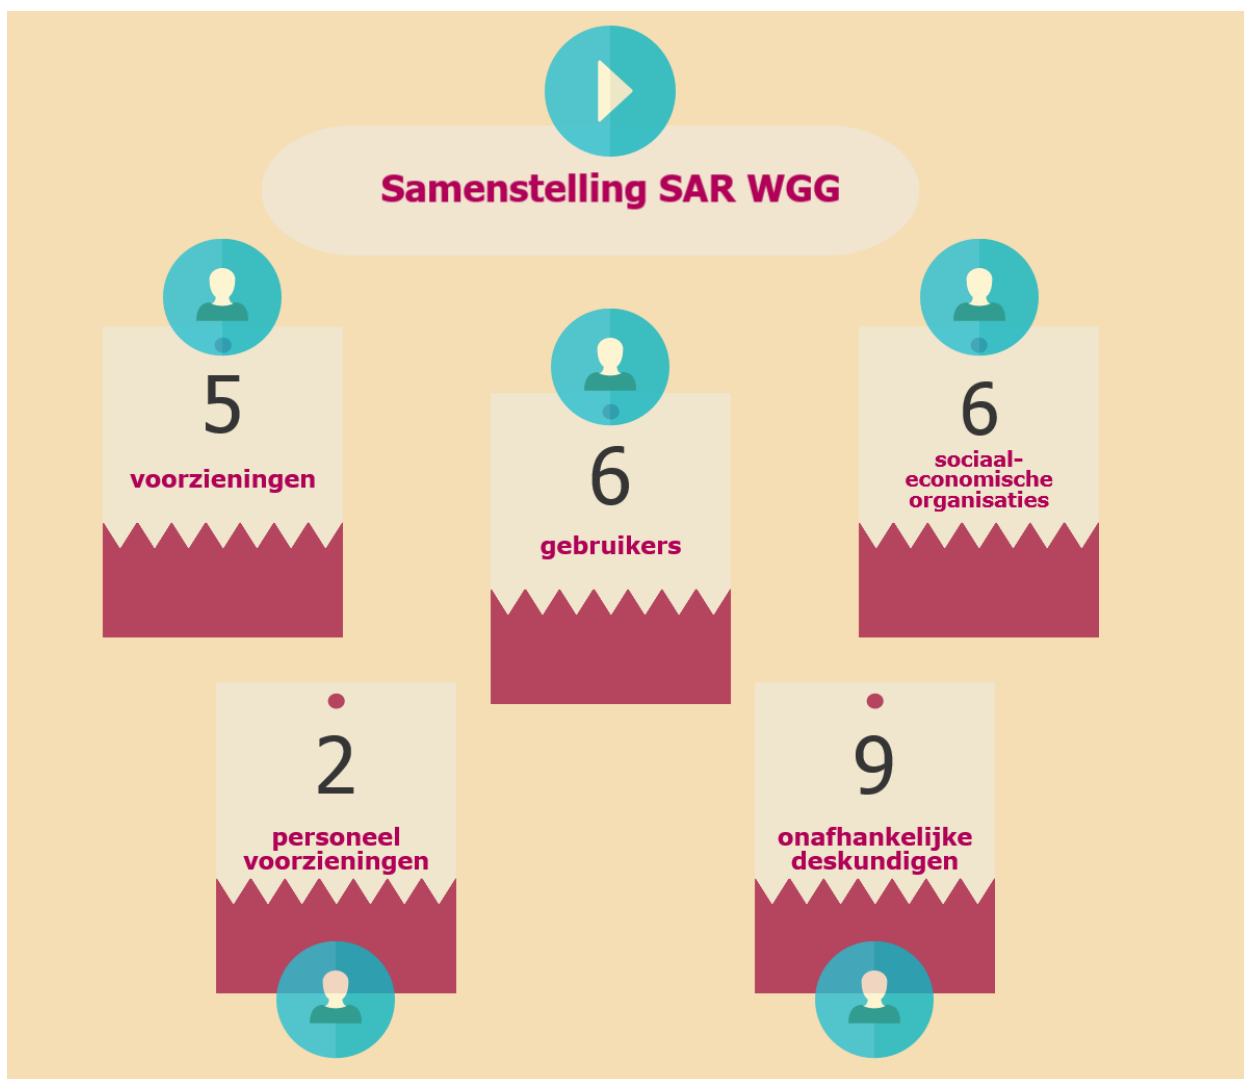 Samenstelling SAR WGG
5
voorzieningen
6
gebruikers
6
sociaal-
economische
organisaties
2
personeel
voorzieningen
9
onafhankelijke
deskundigen